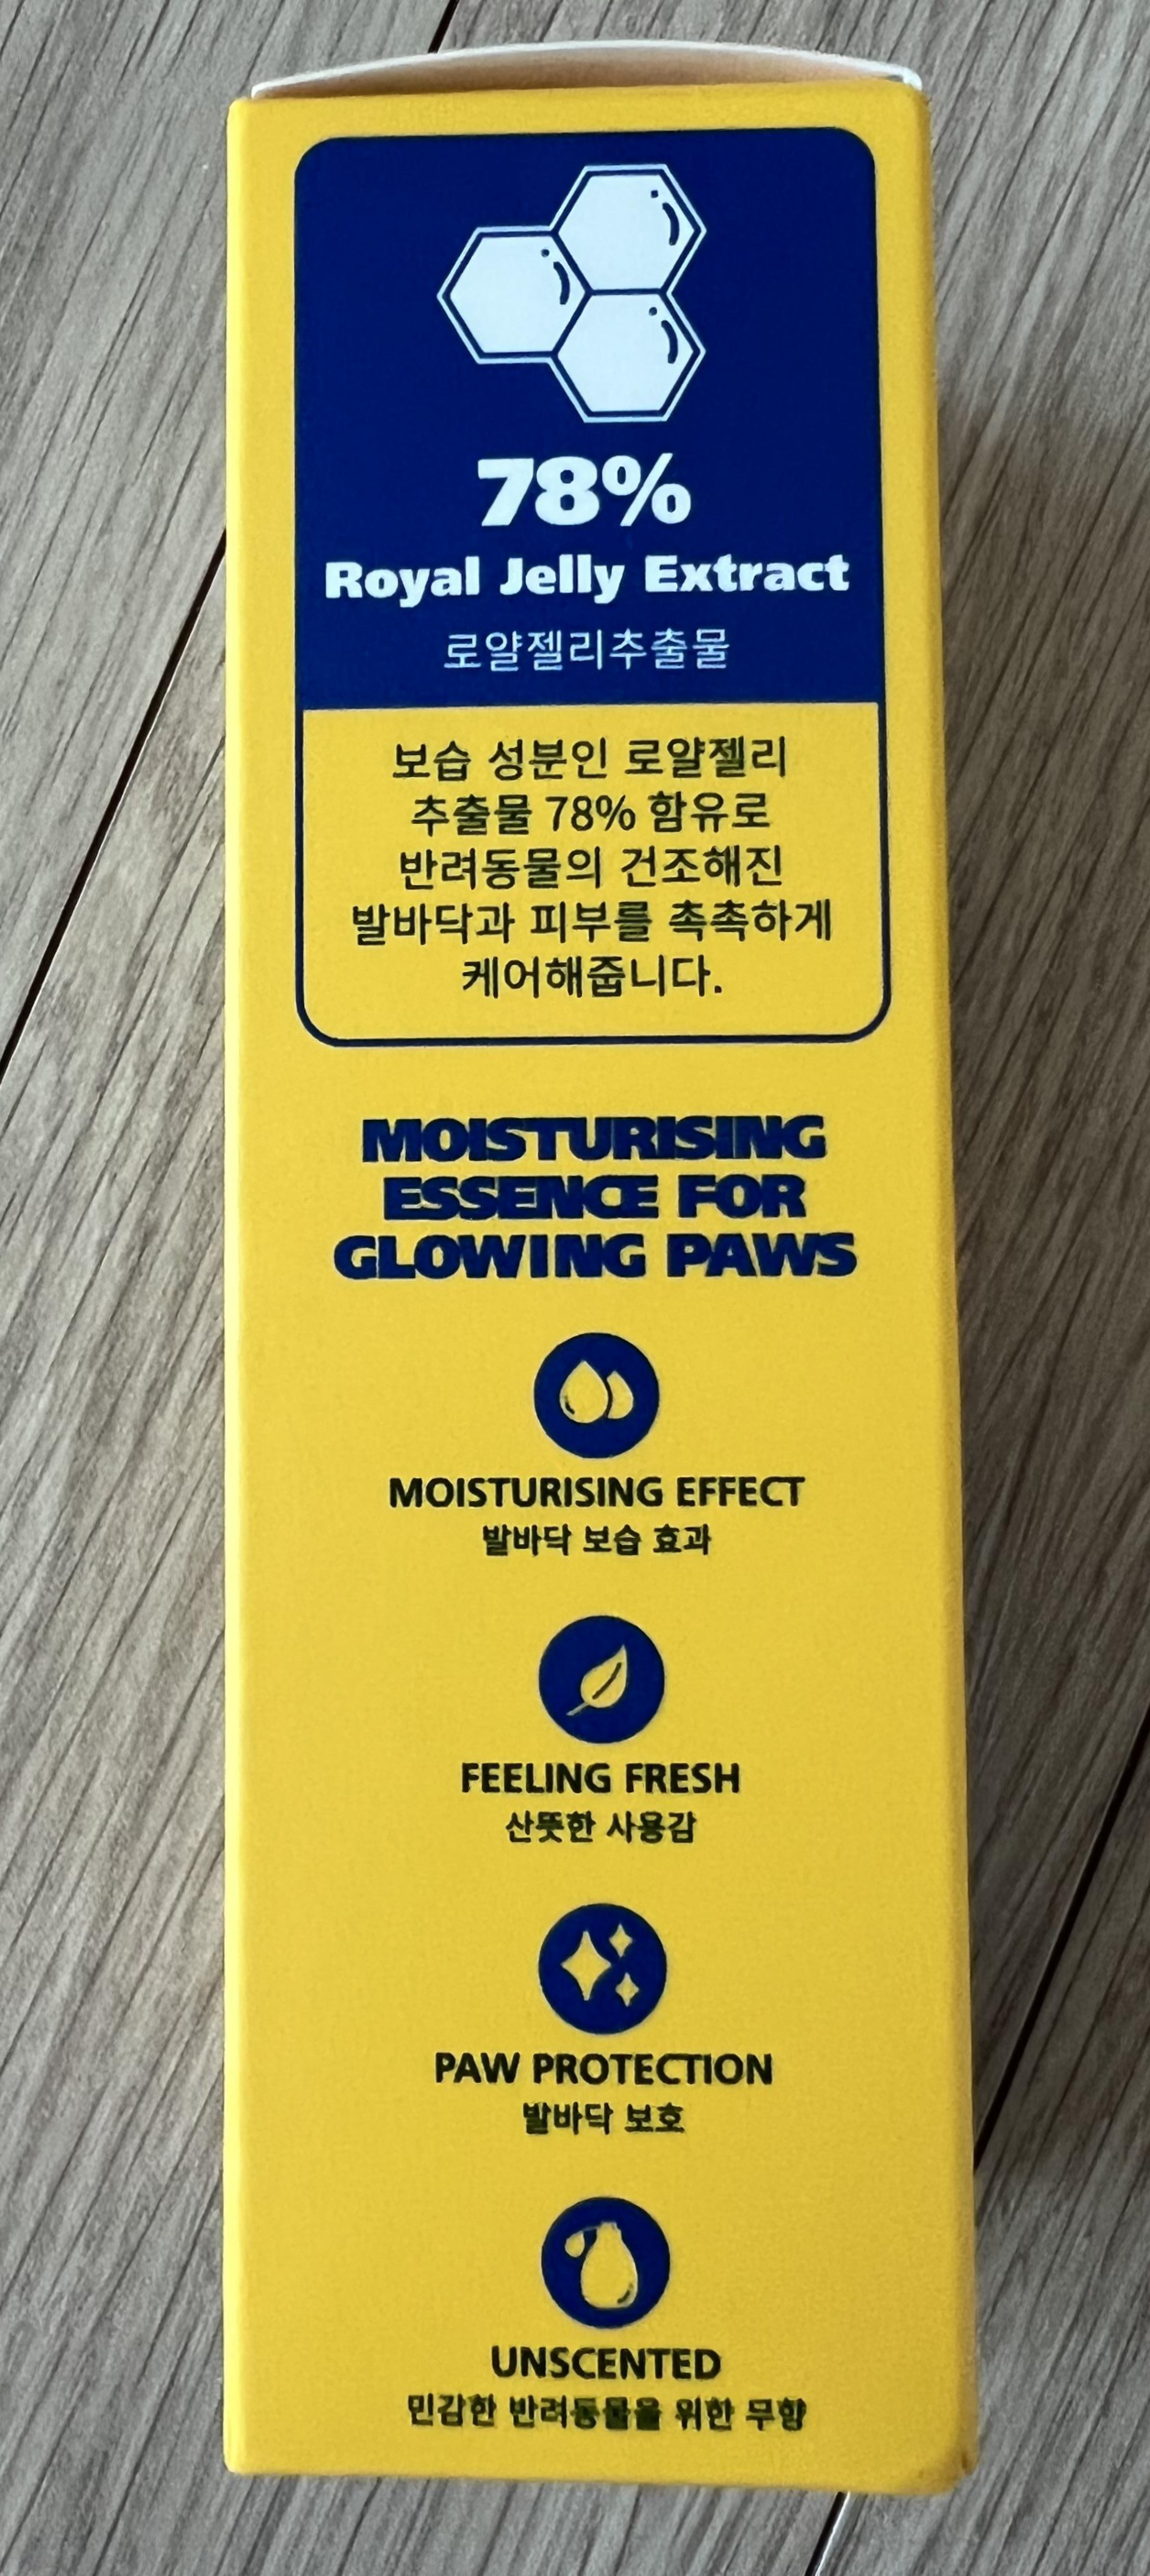 78%
Royal Jelly Extract
로얄젤리추출물
보습 성분인 로얄젤리
추출물 78% 함유로
반려동물의 건조해진
발바닥과 피부를 촉촉하게
케어해줍니다.
MOISTURISING
ESSENCE FOR
GLOWING PAWS
MOISTURISING EFFECT
발바닥 보습 효과
FEELING FRESH
산뜻한 사용감
PAW PROTECTION
발바닥 보호
UNSCENTED
민감한 반려동물을 위한 무향